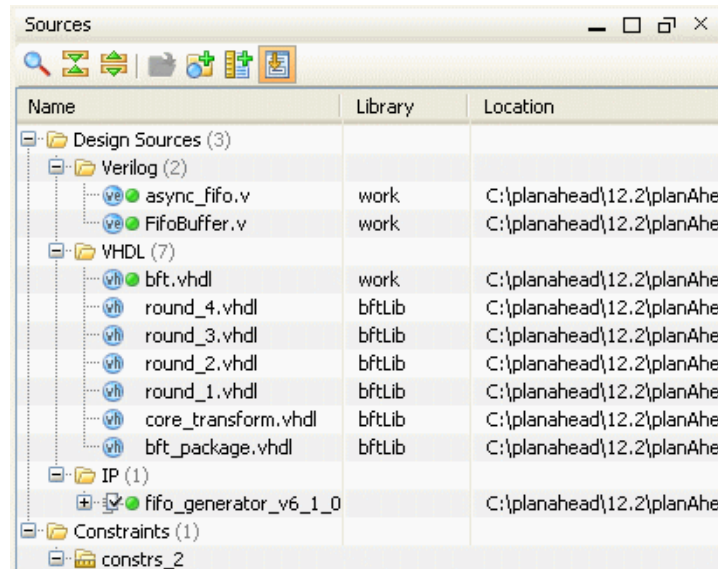 Sources
Name Library Location
Design Sources (3)
Verilog (2)
async_fifo.v work C:\planahead\12.2\planAhe
FifoBuffer.v work C:\planahead\12.2\planAhe
VHDL (7)
bft.vhdl work C:\planahead\12.2\planAhe
round_4.vhdl bftLib C:\planahead\12.2\planAhe
round_3.vhdl bftLib C:\planahead\12.2\planAhe
round_2.vhdl bftLib C:\planahead\12.2\planAhe
round_1.vhdl bftLib C:\planahead\12.2\planAhe
core_transform.vhdl bftLib C:\planahead\12.2\planAhe
bft_package.vhdl bftLib C:\planahead\12.2\planAhe
IP (1)
fifo_generator_v6_1_0 C:\planahead\12.2\planAhe
Constraints (1)
constrs_2